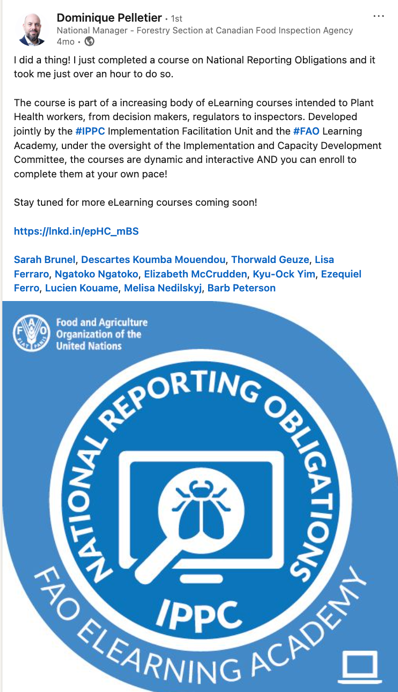 Dominique Pelletier · 1st
National Manager - Forestry Section at Canadian Food Inspection Agency
4mo ·
I did a thing! I just completed a course on National Reporting Obligations and it
took me just over an hour to do so.
The course is part of a increasing body of eLearning courses intended to Plant
Health workers, from decision makers, regulators to inspectors. Developed
jointly by the #IPPC Implementation Facilitation Unit and the #FAO Learning
Academy, under the oversight of the Implementation and Capacity Development
Committee, the courses are dynamic and interactive AND you can enroll to
complete them at your own pace!
Stay tuned for more eLearning courses coming soon!
https://lnkd.in/epHC_mBS
Sarah Brunel, Descartes Koumba Mouendou, Thorwald Geuze, Lisa
Ferraro, Ngatoko Ngatoko, Elizabeth McCrudden, Kyu-Ock Yim, Ezequiel
Ferro, Lucien Kouame, Melisa Nedilskyj, Barb Peterson
FAO
FIAT PANIS
Food and Agriculture
Organization of the
United Nations
NATIONAL REPORTING OBLIGATIONS
IPPC
FAO ELEARNING ACADEMY